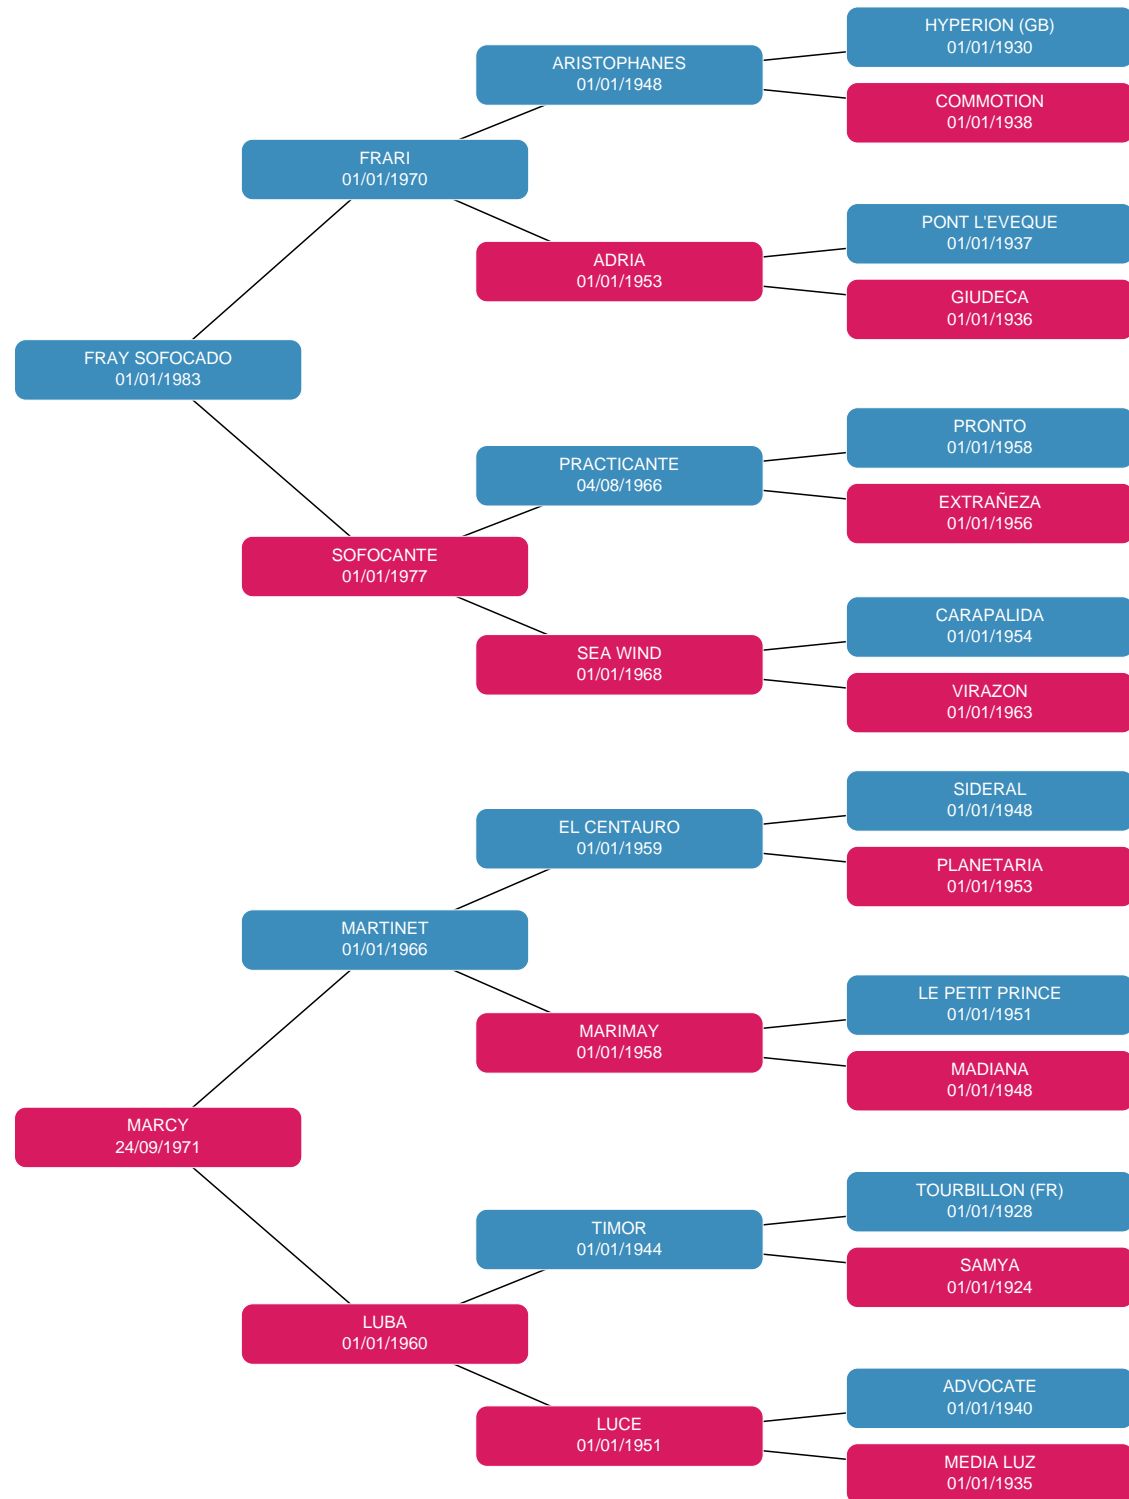 HYPERION (GB)
01/01/1930
ARISTOPHANES
01/01/1948
COMMOTION
01/01/1938
FRARI
01/01/1970
PONT L'EVEQUE
01/01/1937
ADRIA
01/01/1953
GIUDECA
01/01/1936
FRAY SOFOCADO
01/01/1983
PRONTO
01/01/1958
PRACTICANTE
04/08/1966
EXTRAÑEZA
01/01/1956
SOFOCANTE
01/01/1977
CARAPALIDA
01/01/1954
SEA WIND
01/01/1968
VIRAZON
01/01/1963
SIDERAL
01/01/1948
EL CENTAURO
01/01/1959
PLANETARIA
01/01/1953
MARTINET
01/01/1966
LE PETIT PRINCE
01/01/1951
MARIMAY
01/01/1958
MADIANA
01/01/1948
MARCY
24/09/1971
TOURBILLON (FR)
01/01/1928
TIMOR
01/01/1944
SAMYA
01/01/1924
LUBA
01/01/1960
ADVOCATE
01/01/1940
LUCE
01/01/1951
MEDIA LUZ
01/01/1935